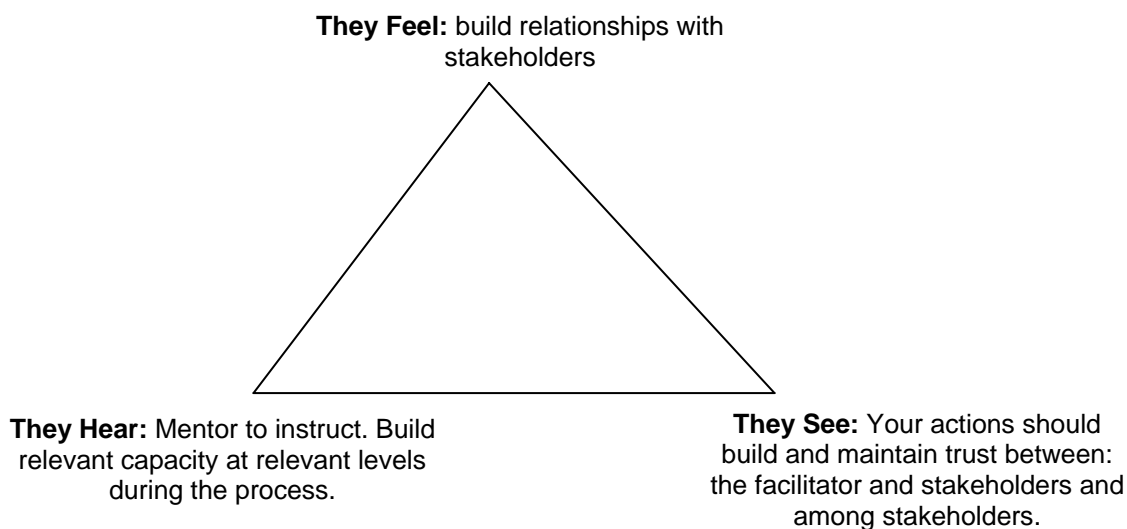 They Feel: build relationships with
stakeholders
They Hear: Mentor to instruct. Build
relevant capacity at relevant levels
during the process.
They See: Your actions should
build and maintain trust between:
the facilitator and stakeholders and
among stakeholders.